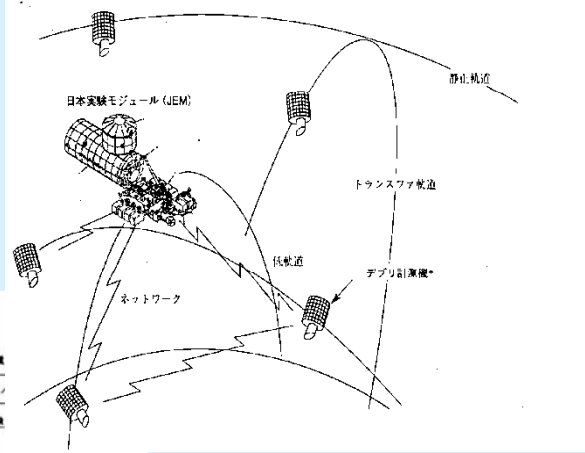 静止軌道
日本実験モジュール (JEM)
トランスファ軌道
低軌道
デブリ計測機*
ネットワーク